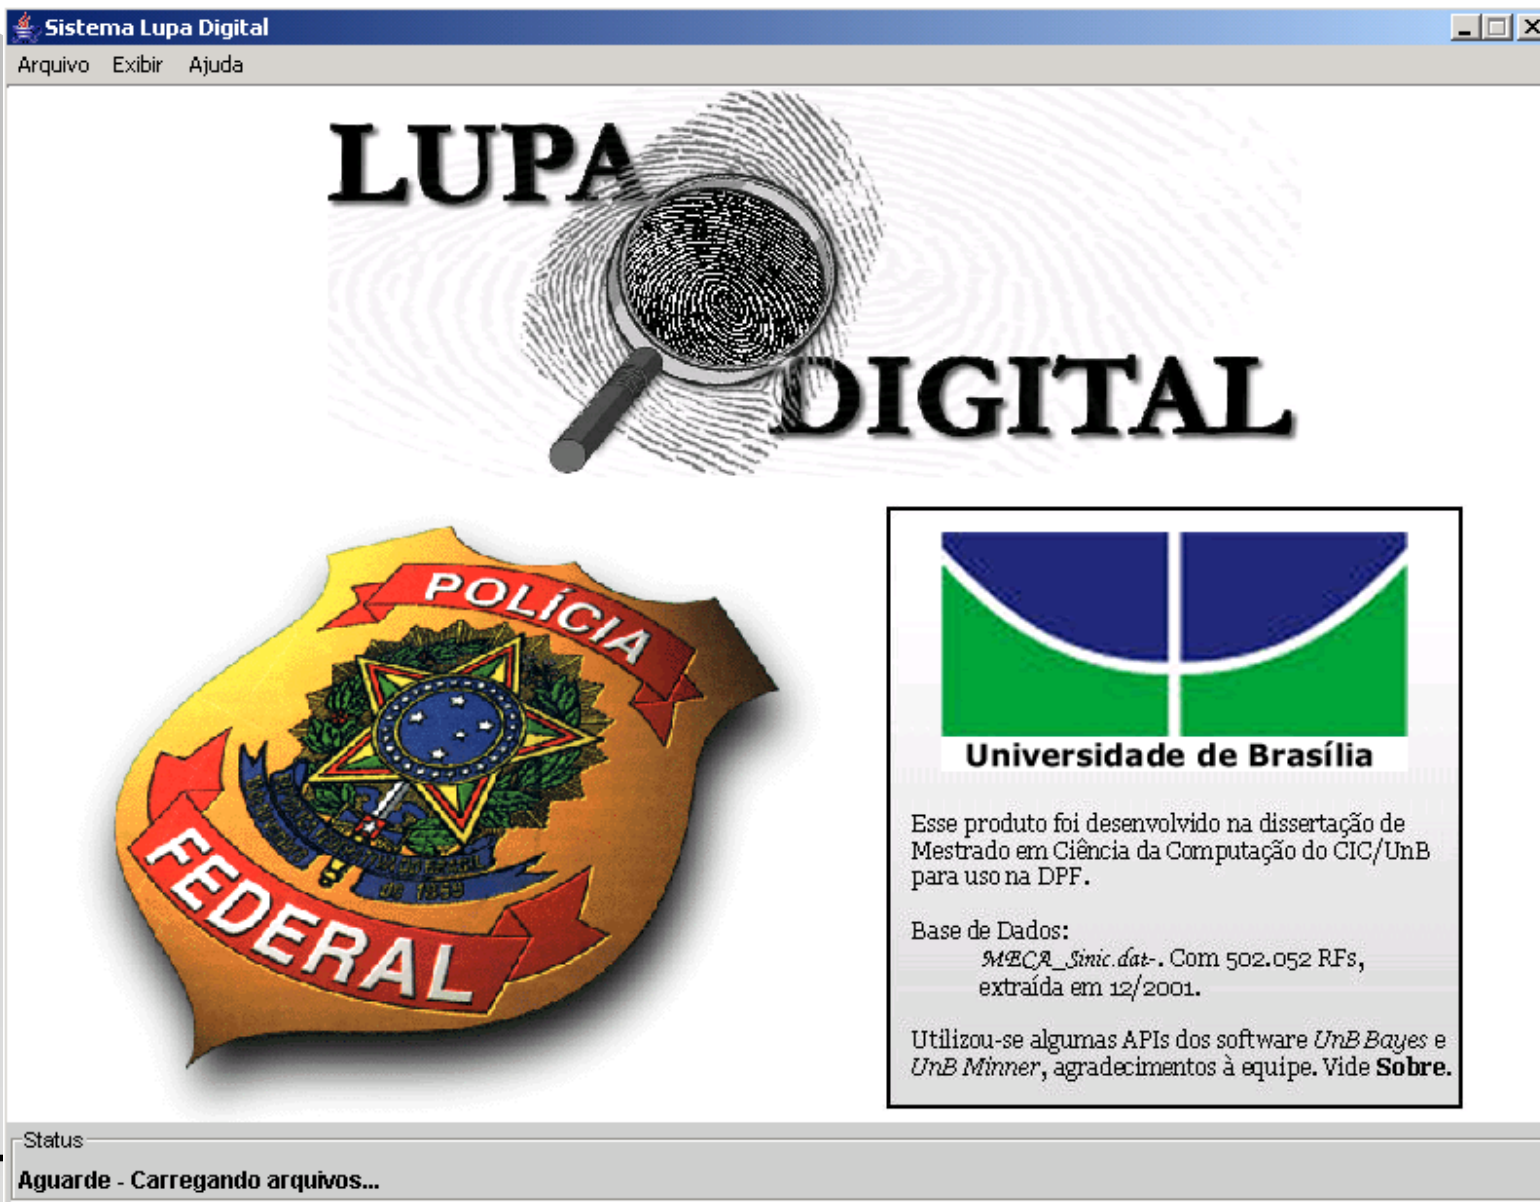 Sistema Lupa Digital
Arquivo Exibir Ajuda
LUPA
DIGITAL
POLÍCIA
FEDERAL
Universidade de Brasília
Esse produto foi desenvolvido na dissertação de
Mestrado em Ciência da Computação do CIC/UnB
para uso na DPF.
Base de Dados:
MECA_Sinic.dat-. Com 502.052 RFs,
extraída em 12/2001.
Utilizou-se algumas APIs dos software UnB Bayes e
UnB Minner, agradecimentos à equipe. Vide Sobre.
Status
Aguarde - Carregando arquivos...